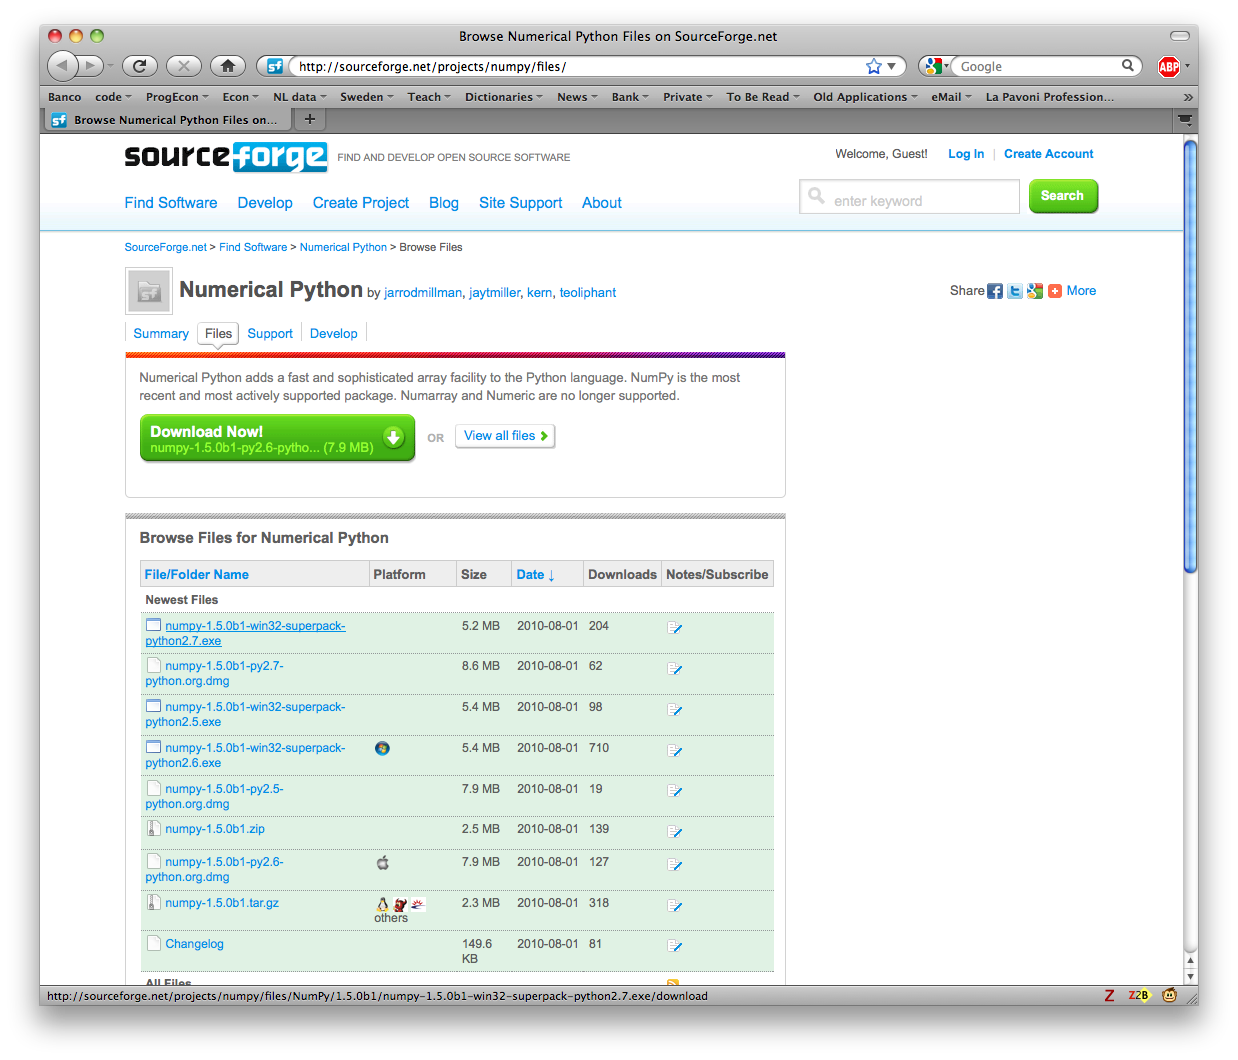 Browse Numerical Python Files on SourceForge.net
http://sourceforge.net/projects/numpy/files/
Google
ABP
Banco code ProgEcon Econ NL data Sweden Teach Dictionaries News Bank Private To Be Read Old Applications eMail La Pavoni Profession... »
Browse Numerical Python Files on... +
sourceforge FIND AND DEVELOP OPEN SOURCE SOFTWARE
Welcome, Guest! Log In | Create Account
Find Software Develop Create Project Blog Site Support About
enter keyword Search
SourceForge.net > Find Software > Numerical Python > Browse Files
Numerical Python by jarrodmillman, jaytmiller, kern, teoliphant
Share More
Summary Files Support Develop
Numerical Python adds a fast and sophisticated array facility to the Python language. NumPy is the most
recent and most actively supported package. Numarray and Numeric are no longer supported.
Download Now!
numpy-1.5.0b1-py2.6-pytho... (7.9 MB)
OR View all files
Browse Files for Numerical Python
File/Folder Name Platform Size Date ↓ Downloads Notes/Subscribe
Newest Files
numpy-1.5.0b1-win32-superpack- 5.2 MB 2010-08-01 204
python2.7.exe
numpy-1.5.0b1-py2.7- 8.6 MB 2010-08-01 62
python.org.dmg
numpy-1.5.0b1-win32-superpack- 5.4 MB 2010-08-01 98
python2.5.exe
numpy-1.5.0b1-win32-superpack- 5.4 MB 2010-08-01 710
python2.6.exe
numpy-1.5.0b1-py2.5- 7.9 MB 2010-08-01 19
python.org.dmg
numpy-1.5.0b1.zip 2.5 MB 2010-08-01 139
numpy-1.5.0b1-py2.6- 7.9 MB 2010-08-01 127
python.org.dmg
numpy-1.5.0b1.tar.gz 2.3 MB 2010-08-01 318
others
Changelog 149.6 2010-08-01 81
KB
All Files
http://sourceforge.net/projects/numpy/files/NumPy/1.5.0b1/numpy-1.5.0b1-win32-superpack-python2.7.exe/download
Z Z2B